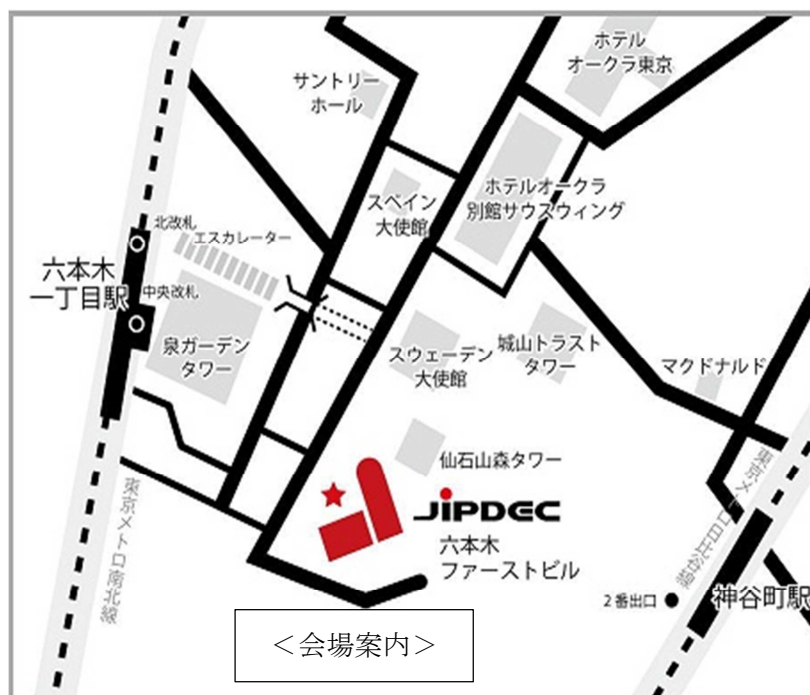 ホテル
オークラ東京
サントリー
ホール
スペイン
大使館
ホテルオークラ
別館サウスウィング
北改札
エスカレーター
六本木
一丁目駅
中央改札
泉ガーデン
タワー
スウェーデン
大使館
城山トラスト
タワー
マクドナルド
仙石山森タワー
JIPDEC
六本木
ファーストビル
東京メトロ南北線
東京メトロ日比谷線
2番出口
神谷町駅
＜会場案内＞